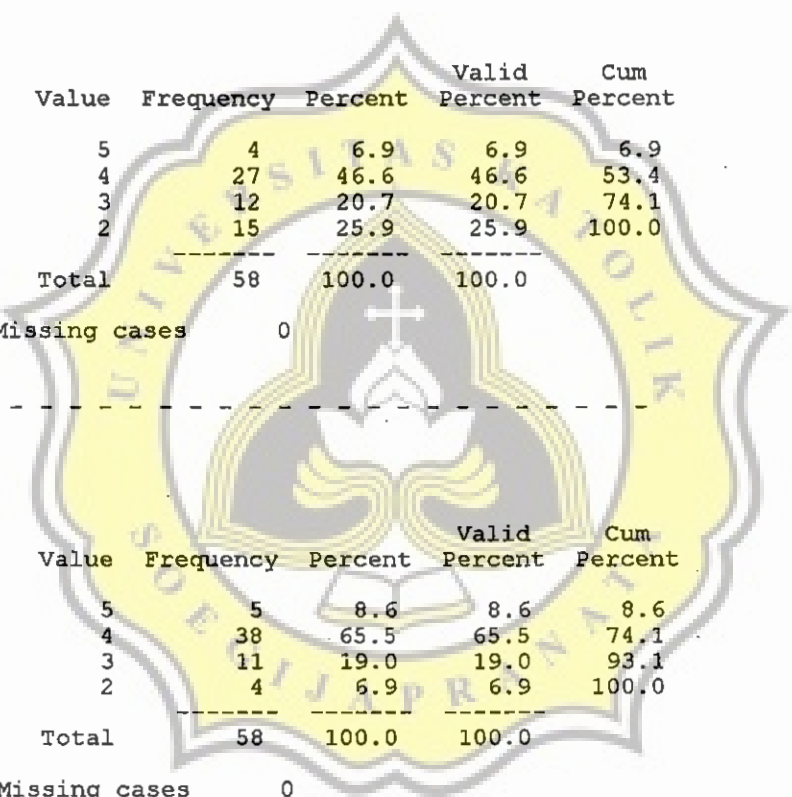 Valid Cum
Value Frequency Percent Percent Percent
5 4 6.9 6.9 6.9
4 27 46.6 46.6 53.4
3 12 20.7 20.7 74.1
2 15 25.9 25.9 100.0
------- ------- -------
Total 58 100.0 100.0
Missing cases 0
- - - - - - - - - - - - - - - - - - - - - -
Valid Cum
Value Frequency Percent Percent Percent
5 5 8.6 8.6 8.6
4 38 65.5 65.5 74.1
3 11 19.0 19.0 93.1
2 4 6.9 6.9 100.0
------- ------- -------
Total 58 100.0 100.0
Missing cases 0
UNIVERSITAS KATOLIK
SOEGIJAPRANATA